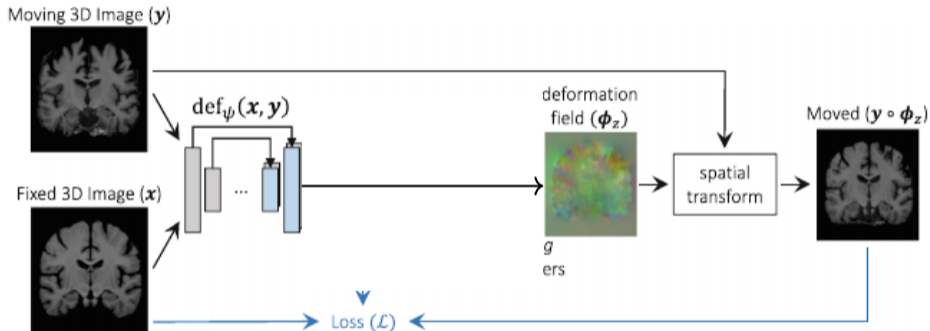 Moving 3D Image (y)
def_ψ(x, y)
deformation
field (ϕ_z)
Moved (y ∘ ϕ_z)
spatial
transform
Fixed 3D Image (x)
...
g
ers
Loss (ℒ)